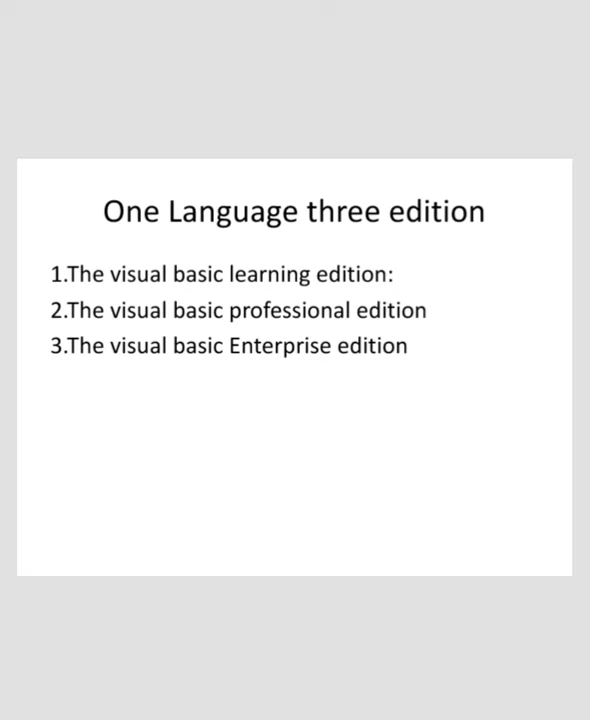 One Language three edition
1.The visual basic learning edition:
2.The visual basic professional edition
3.The visual basic Enterprise edition